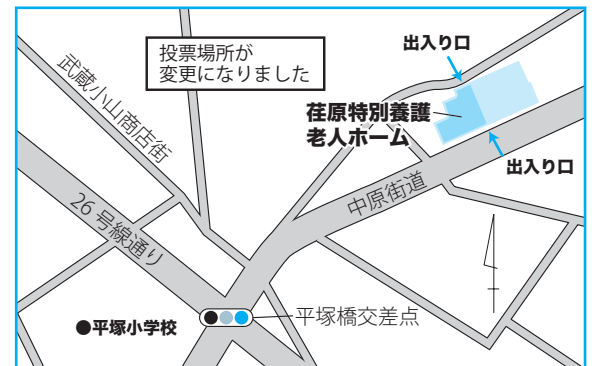 投票場所が
変更になりました
出入り口
武蔵小山商店街
荏原特別養護
老人ホーム
出入り口
中原街道
26号線通り
平塚橋交差点
●平塚小学校